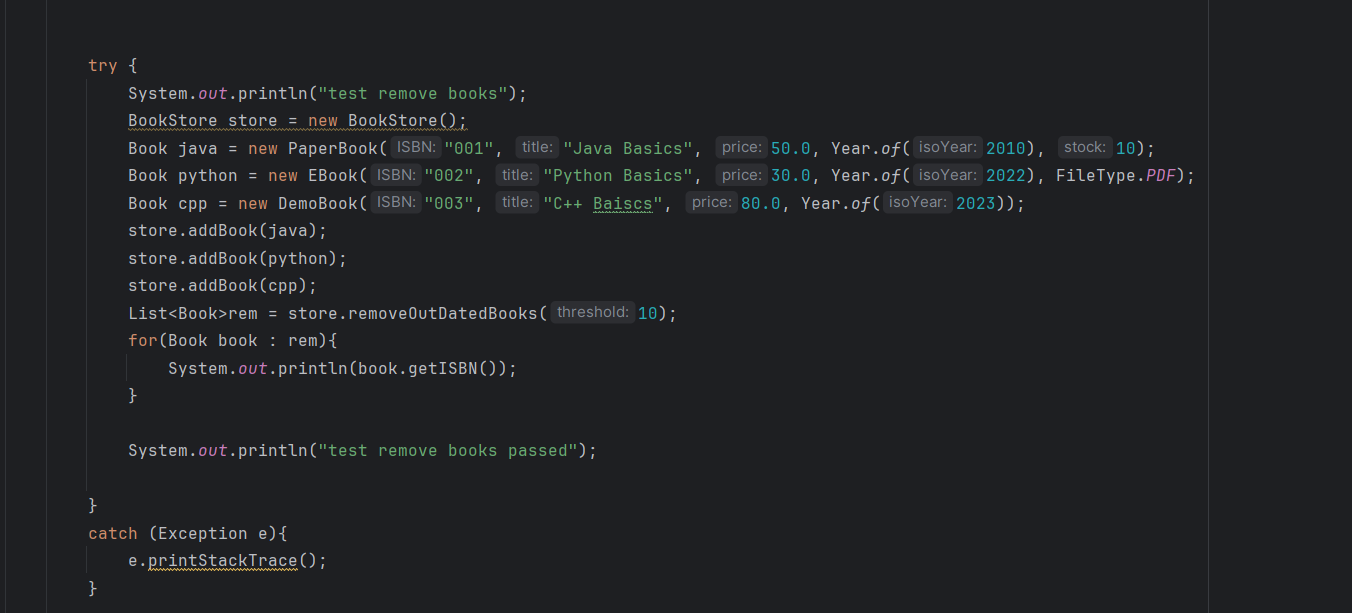 try {
System.out.println("test remove books");
BookStore store = new BookStore();
Book java = new PaperBook( ISBN: "001", title: "Java Basics", price: 50.0, Year.of( isoYear: 2010), stock: 10);
Book python = new EBook( ISBN: "002", title: "Python Basics", price: 30.0, Year.of( isoYear: 2022), FileType.PDF);
Book cpp = new DemoBook( ISBN: "003", title: "C++ Baiscs", price: 80.0, Year.of( isoYear: 2023));
store.addBook(java);
store.addBook(python);
store.addBook(cpp);
List<Book>rem = store.removeOutDatedBooks( threshold: 10);
for(Book book : rem){
System.out.println(book.getISBN());
}
System.out.println("test remove books passed");
}
catch (Exception e){
e.printStackTrace();
}